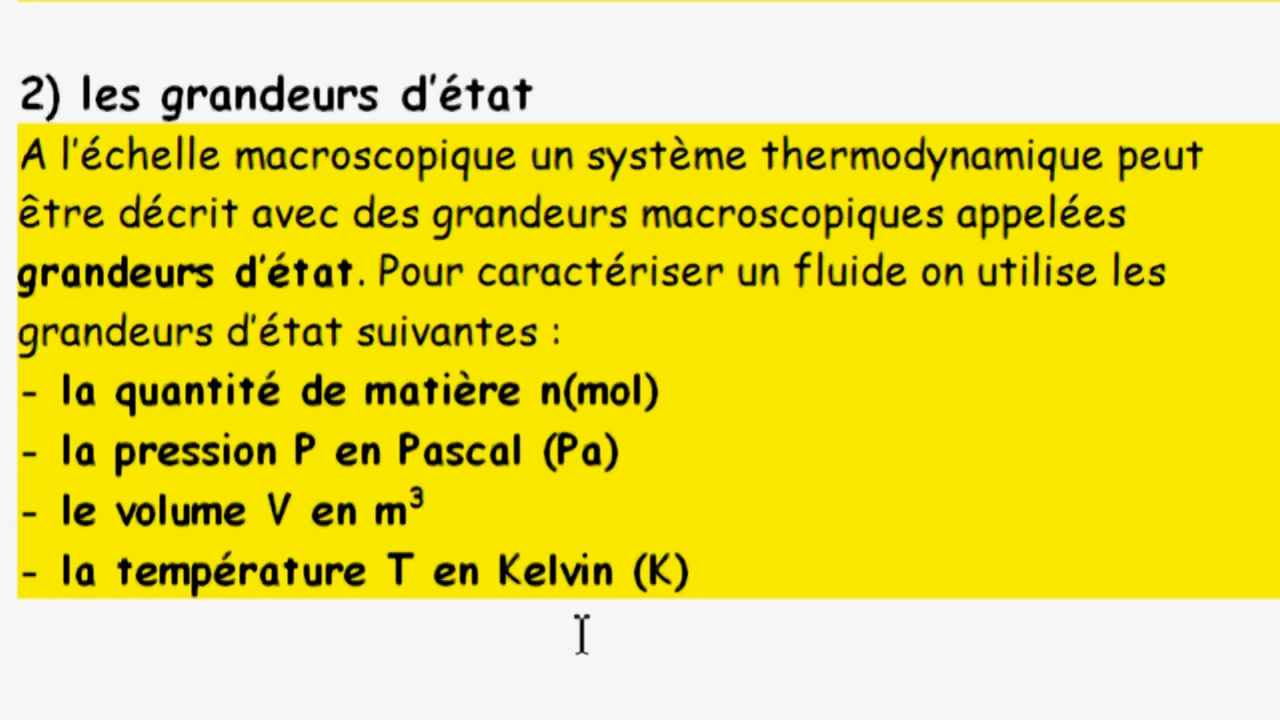 2) les grandeurs d'état
A l'échelle macroscopique un système thermodynamique peut
être décrit avec des grandeurs macroscopiques appelées
grandeurs d'état. Pour caractériser un fluide on utilise les
grandeurs d'état suivantes :
- la quantité de matière n(mol)
- la pression P en Pascal (Pa)
- le volume V en m³
- la température T en Kelvin (K)